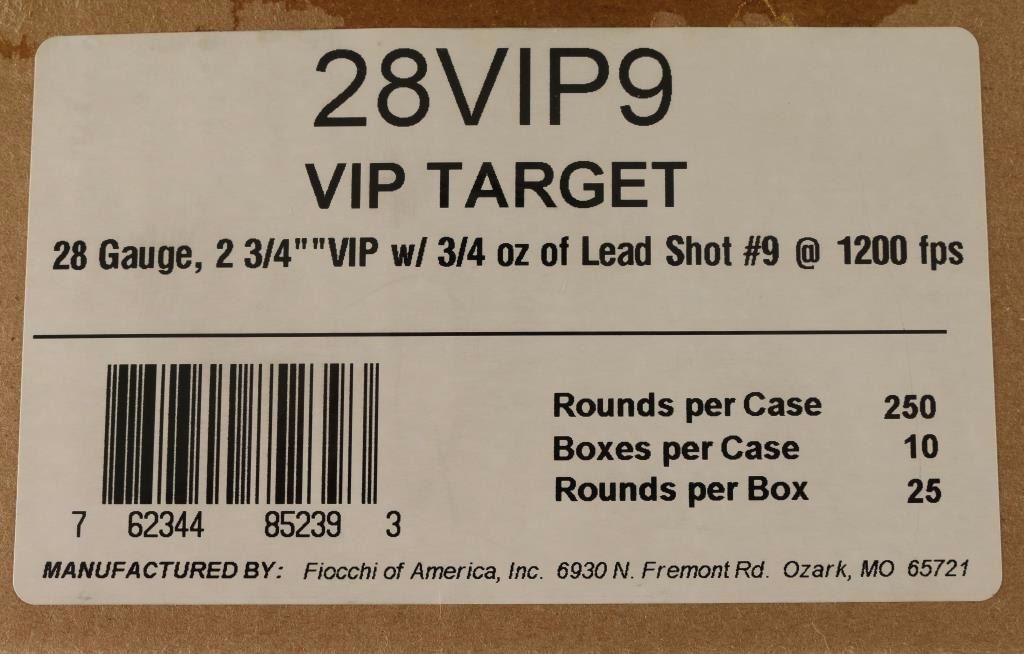 28VIP9
VIP TARGET
28 Gauge, 2 3/4""VIP w/ 3/4 oz of Lead Shot #9 @ 1200 fps
Rounds per Case 250
Boxes per Case 10
Rounds per Box 25
7 62344 85239 3
MANUFACTURED BY: Fiocchi of America, Inc. 6930 N. Fremont Rd. Ozark, MO 65721